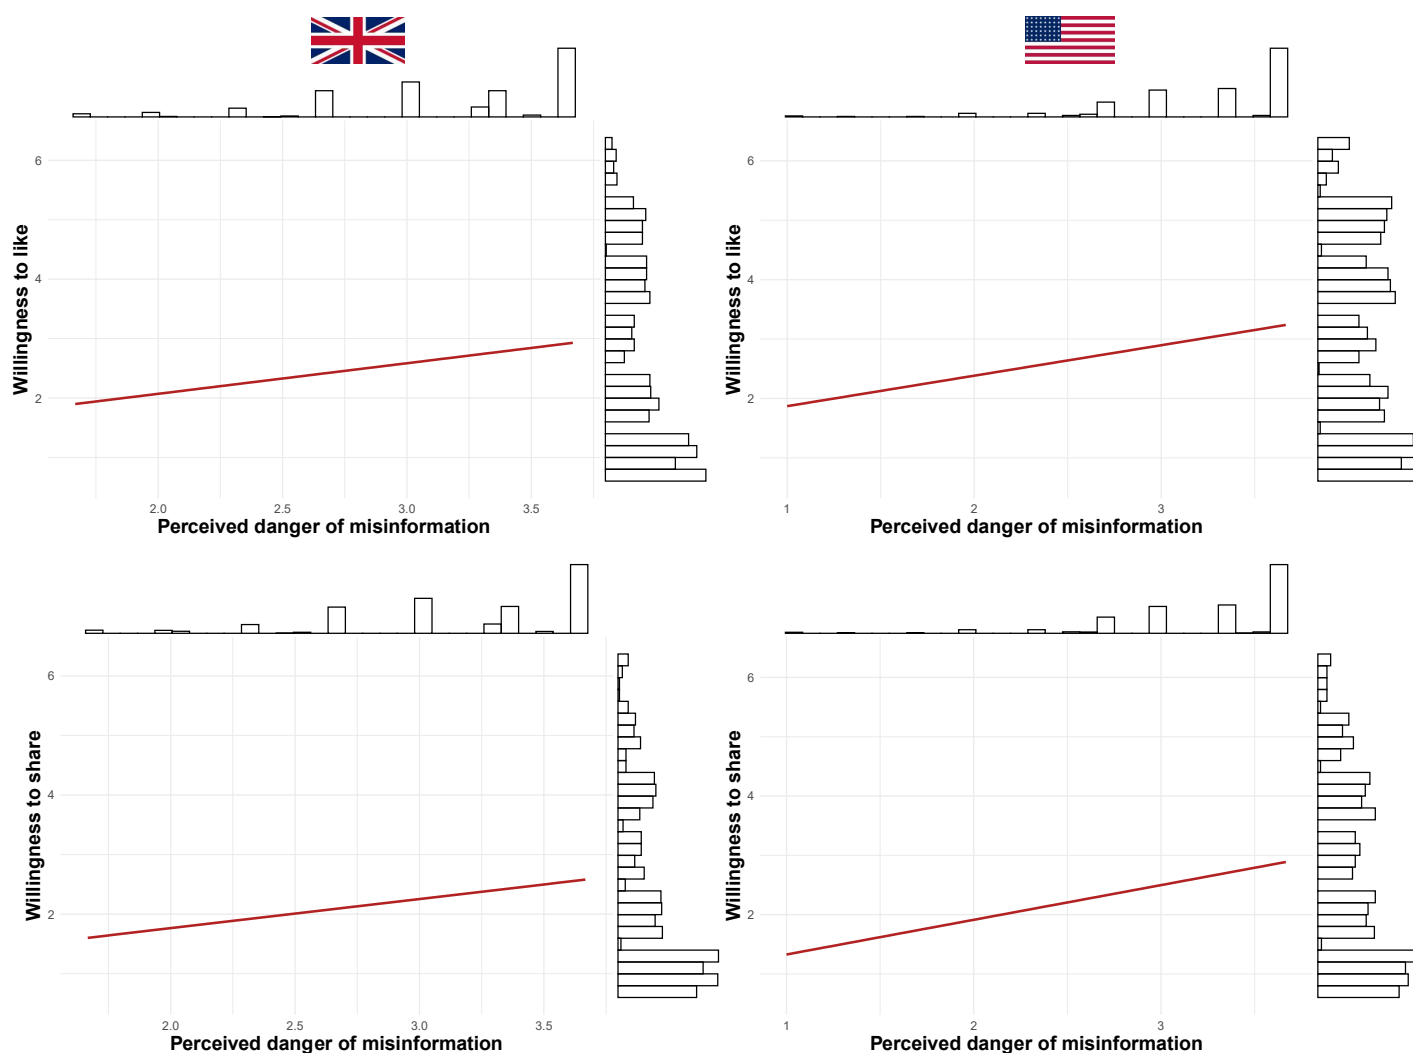 6
4
2
Willingness to like
2.0 2.5 3.0 3.5
Perceived danger of misinformation
6
4
2
Willingness to like
1 2 3
Perceived danger of misinformation
6
4
2
Willingness to share
2.0 2.5 3.0 3.5
Perceived danger of misinformation
6
4
2
Willingness to share
1 2 3
Perceived danger of misinformation